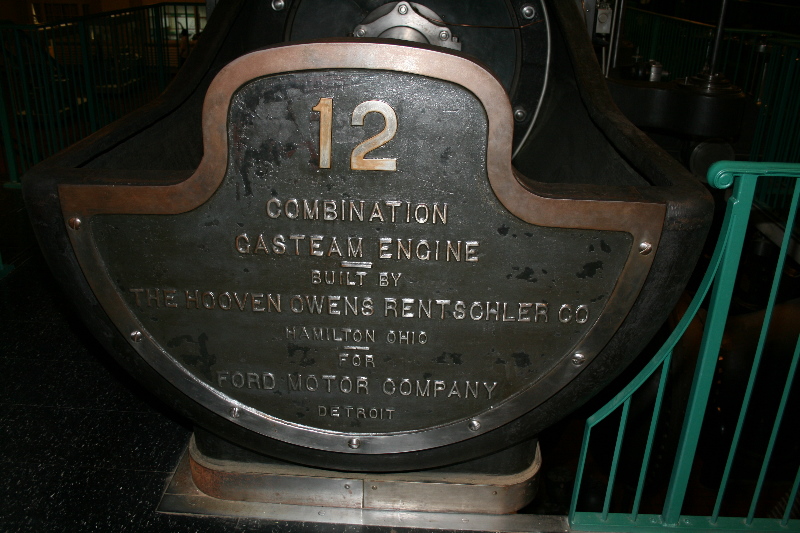 12
COMBINATION
GASTEAM ENGINE
BUILT BY
THE HOOVEN OWENS RENTSCHLER CO
HAMILTON OHIO
FOR
FORD MOTOR COMPANY
DETROIT